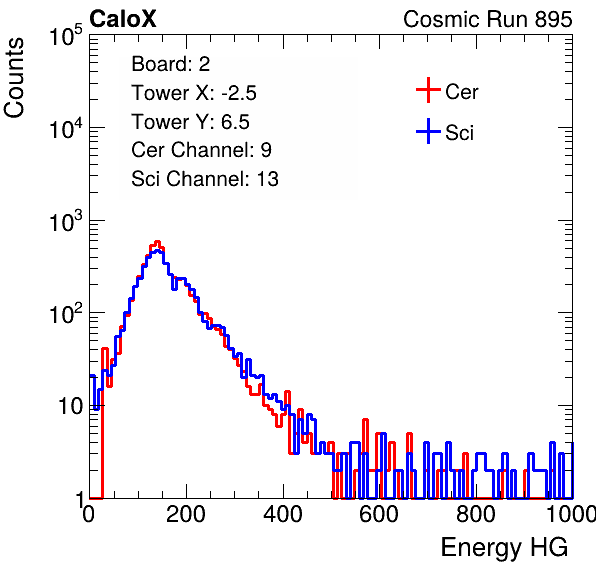 CaloX Cosmic Run 895
Counts
Board: 2
Tower X: -2.5
Tower Y: 6.5
Cer Channel: 9
Sci Channel: 13
Cer
Sci
10^5
10^4
10^3
10^2
10
1
0 200 400 600 800 1000
Energy HG